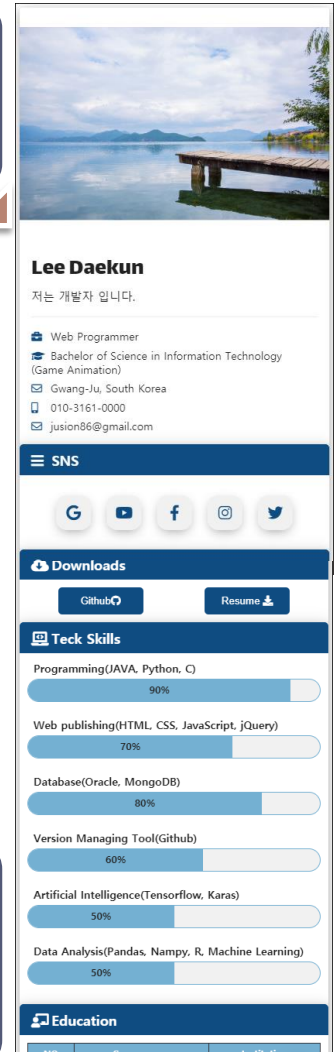 Lee Daekun
저는 개발자 입니다.
Web Programmer
Bachelor of Science in Information Technology
(Game Animation)
Gwang-Ju, South Korea
010-3161-0000
jusion86@gmail.com
SNS
Downloads
Github
Resume
Teck Skills
Programming(JAVA, Python, C)
90%
Web publishing(HTML, CSS, JavaScript, jQuery)
70%
Database(Oracle, MongoDB)
80%
Version Managing Tool(Github)
60%
Artificial Intelligence(Tensorflow, Karas)
50%
Data Analysis(Pandas, Nampy, R, Machine Learning)
50%
Education